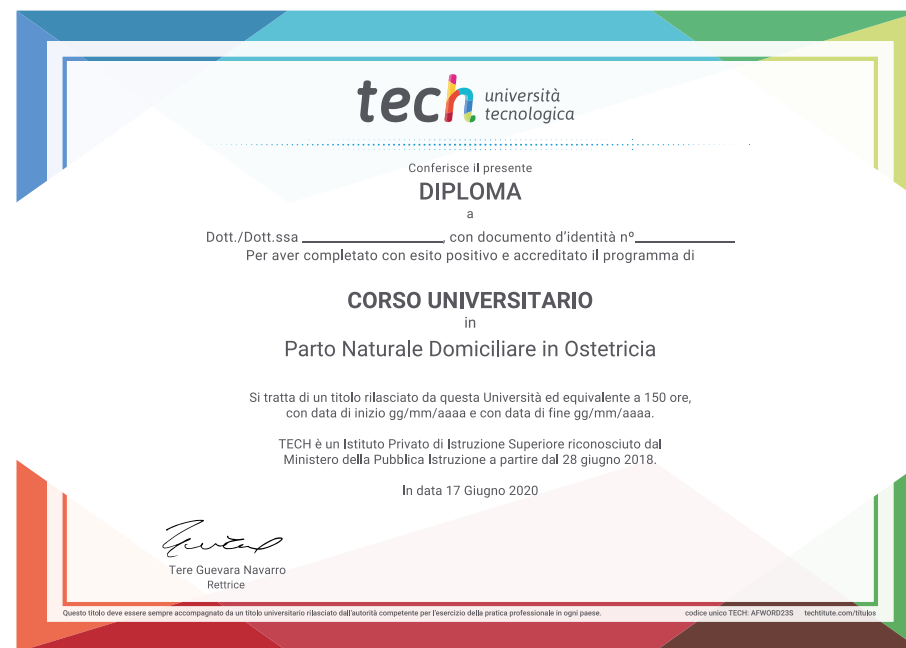 tech università
tecnologica
Conferisce il presente
DIPLOMA
a
Dott./Dott.ssa ____________________, con documento d'identità nº______________
Per aver completato con esito positivo e accreditato il programma di
CORSO UNIVERSITARIO
in
Parto Naturale Domiciliare in Ostetricia
Si tratta di un titolo rilasciato da questa Università ed equivalente a 150 ore,
con data di inizio gg/mm/aaaa e con data di fine gg/mm/aaaa.
TECH è un Istituto Privato di Istruzione Superiore riconosciuto dal
Ministero della Pubblica Istruzione a partire dal 28 giugno 2018.
In data 17 Giugno 2020
Tere Guevara Navarro
Rettrice
Questo titolo deve essere sempre accompagnato da un titolo universitario rilasciato dall'autorità competente per l'esercizio della pratica professionale in ogni paese. codice unico TECH: AFWORD23S techtitute.com/titulos